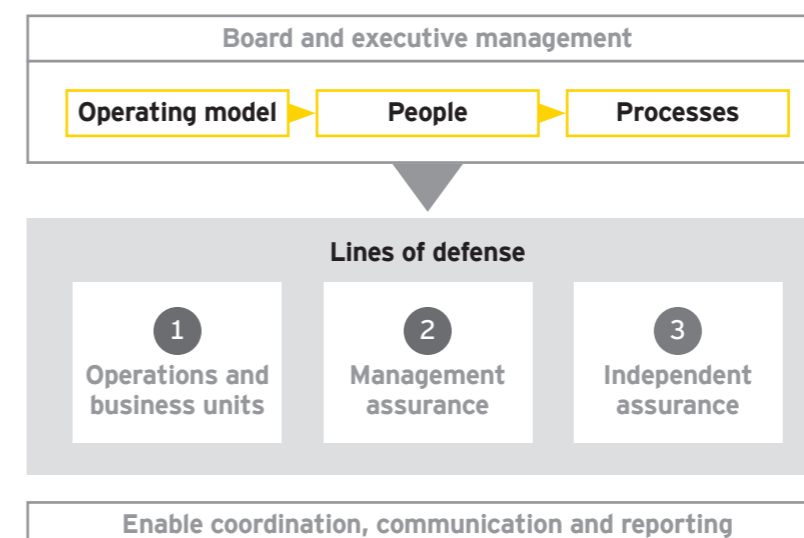 Board and executive management
Operating model
People
Processes
Lines of defense
1
Operations and
business units
2
Management
assurance
3
Independent
assurance
Enable coordination, communication and reporting